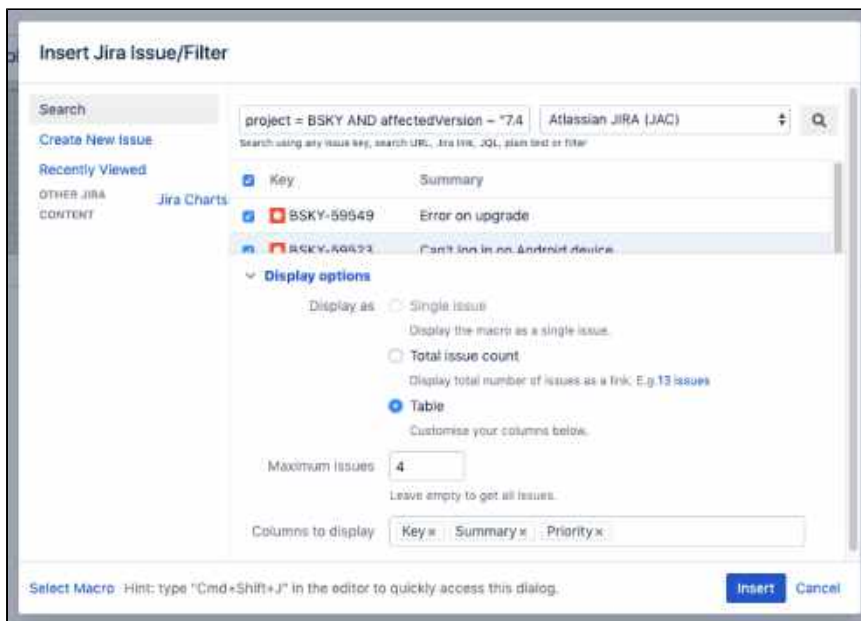 Insert Jira Issue/Filter
Search
Create New Issue
Recently Viewed
OTHER JIRA CONTENT
Jira Charts
project = BSKY AND affectedVersion ~ "7.4
Atlassian JIRA (JAC)
Search using any issue key, search URL, Jira link, JQL, plain text or filter
Key Summary
BSKY-59549 Error on upgrade
BSKY-59523 Can't log in on Android device
Display options
Display as Single issue
Display the macro as a single issue.
Total issue count
Display total number of issues as a link. E.g.13 issues
Table
Customise your columns below.
Maximum issues 4
Leave empty to get all issues.
Columns to display Key× Summary× Priority×
Select Macro Hint: type "Cmd+Shift+J" in the editor to quickly access this dialog. Insert Cancel